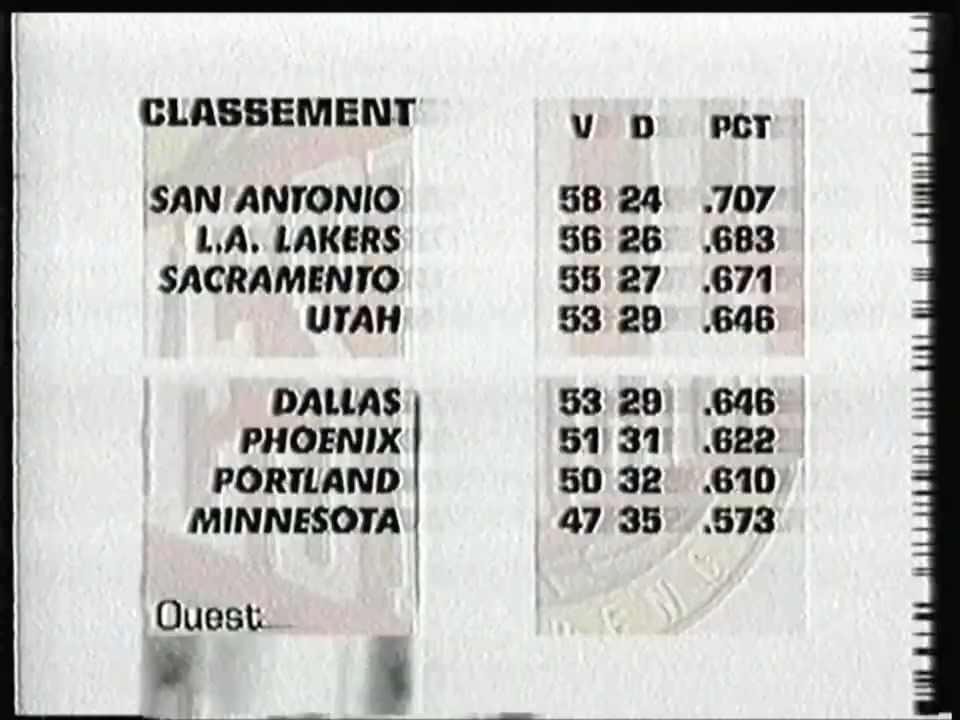 CLASSEMENT V D PCT
SAN ANTONIO 58 24 .707
L.A. LAKERS 56 26 .683
SACRAMENTO 55 27 .671
UTAH 53 29 .646
DALLAS 53 29 .646
PHOENIX 51 31 .622
PORTLAND 50 32 .610
MINNESOTA 47 35 .573
Ouest